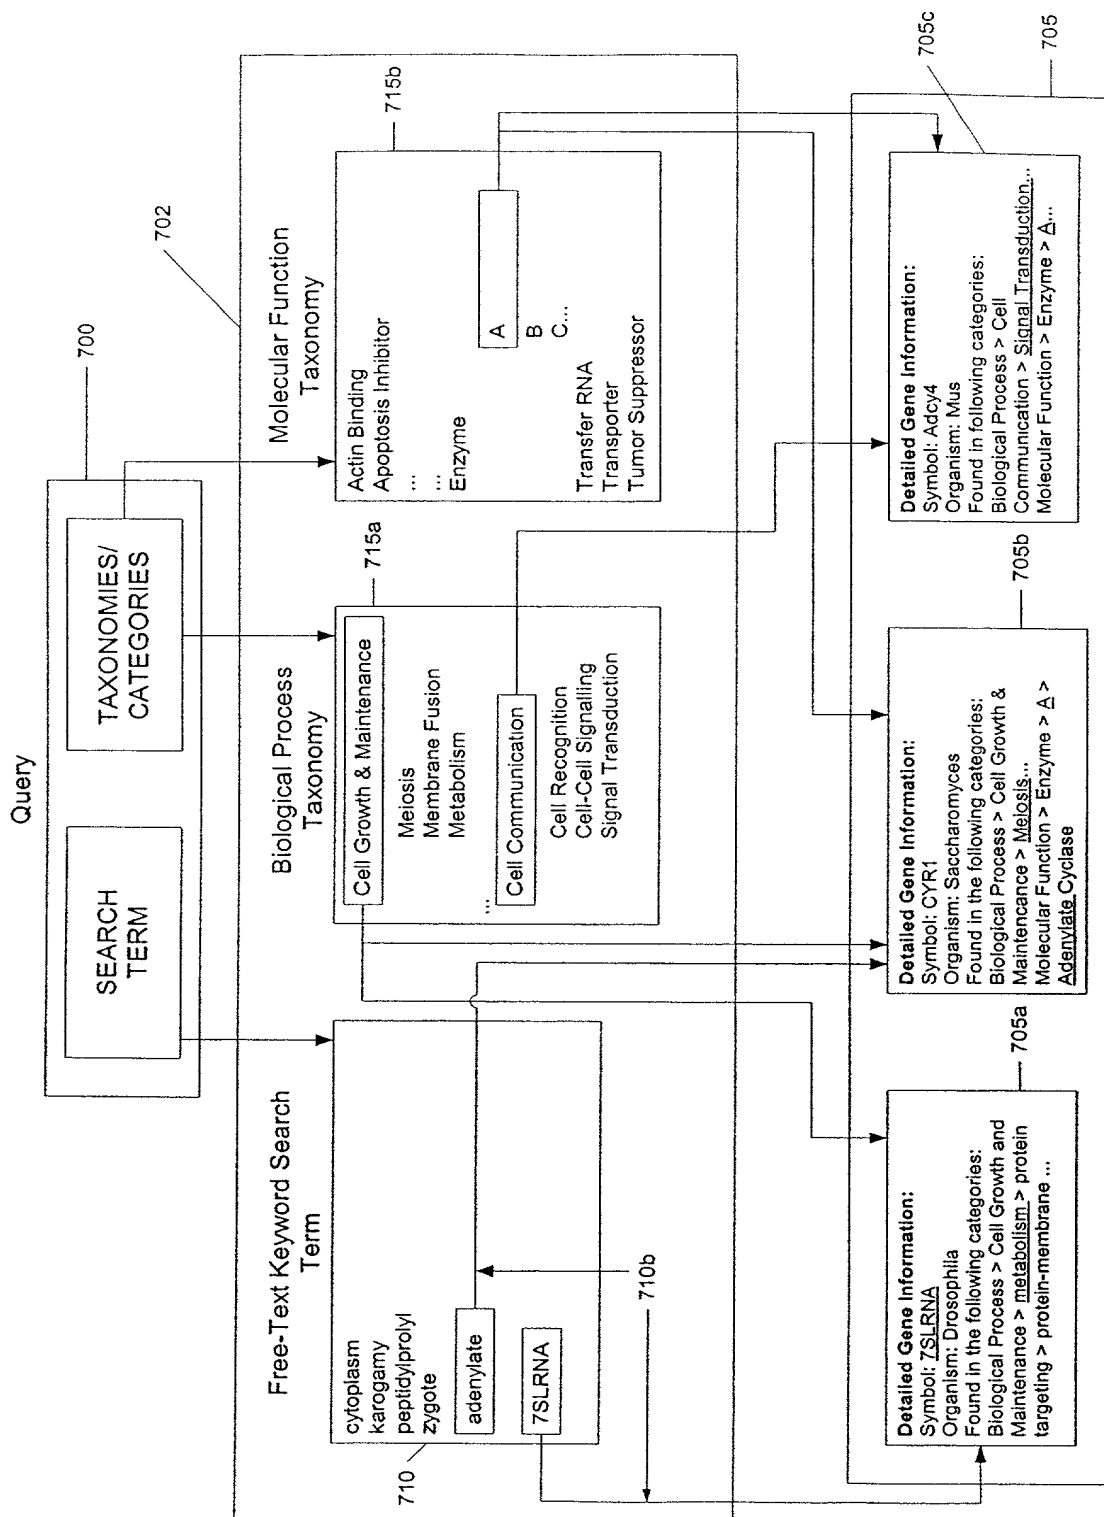 Query
700
SEARCH
TERM
TAXONOMIES/
CATEGORIES
702
Free-Text Keyword Search
Term
cytoplasm
karogamy
peptidylprolyl
zygote
adenylate
7SLRNA
710
710b
Biological Process
Taxonomy
715a
Cell Growth & Maintenance
Meiosis
Membrane Fusion
Metabolism
...
Cell Communication
Cell Recognition
Cell-Cell Signalling
Signal Transduction
Molecular Function
Taxonomy
715b
Actin Binding
Apoptosis Inhibitor
...
...
Enzyme
A
B
C...
Transfer RNA
Transporter
Tumor Suppressor
705a
Detailed Gene Information:
Symbol: 7SLRNA
Organism: Drosophlia
Found in the following categories:
Biological Process > Cell Growth and
Maintenance > metabolism > protein
targeting > protein-membrane ...
705b
Detailed Gene Information:
Symbol: CYR1
Organism: Saccharomyces
Found in the following categories:
Biological Process > Cell Growth &
Maintencance > Meiosis...
Molecular Function > Enzyme > A >
Adenylate Cyclase
705c
705
Detailed Gene Information:
Symbol: Adcy4
Organism: Mus
Found in following categories:
Biological Process > Cell
Communication > Signal Transduction...
Molecular Function > Enzyme > A...